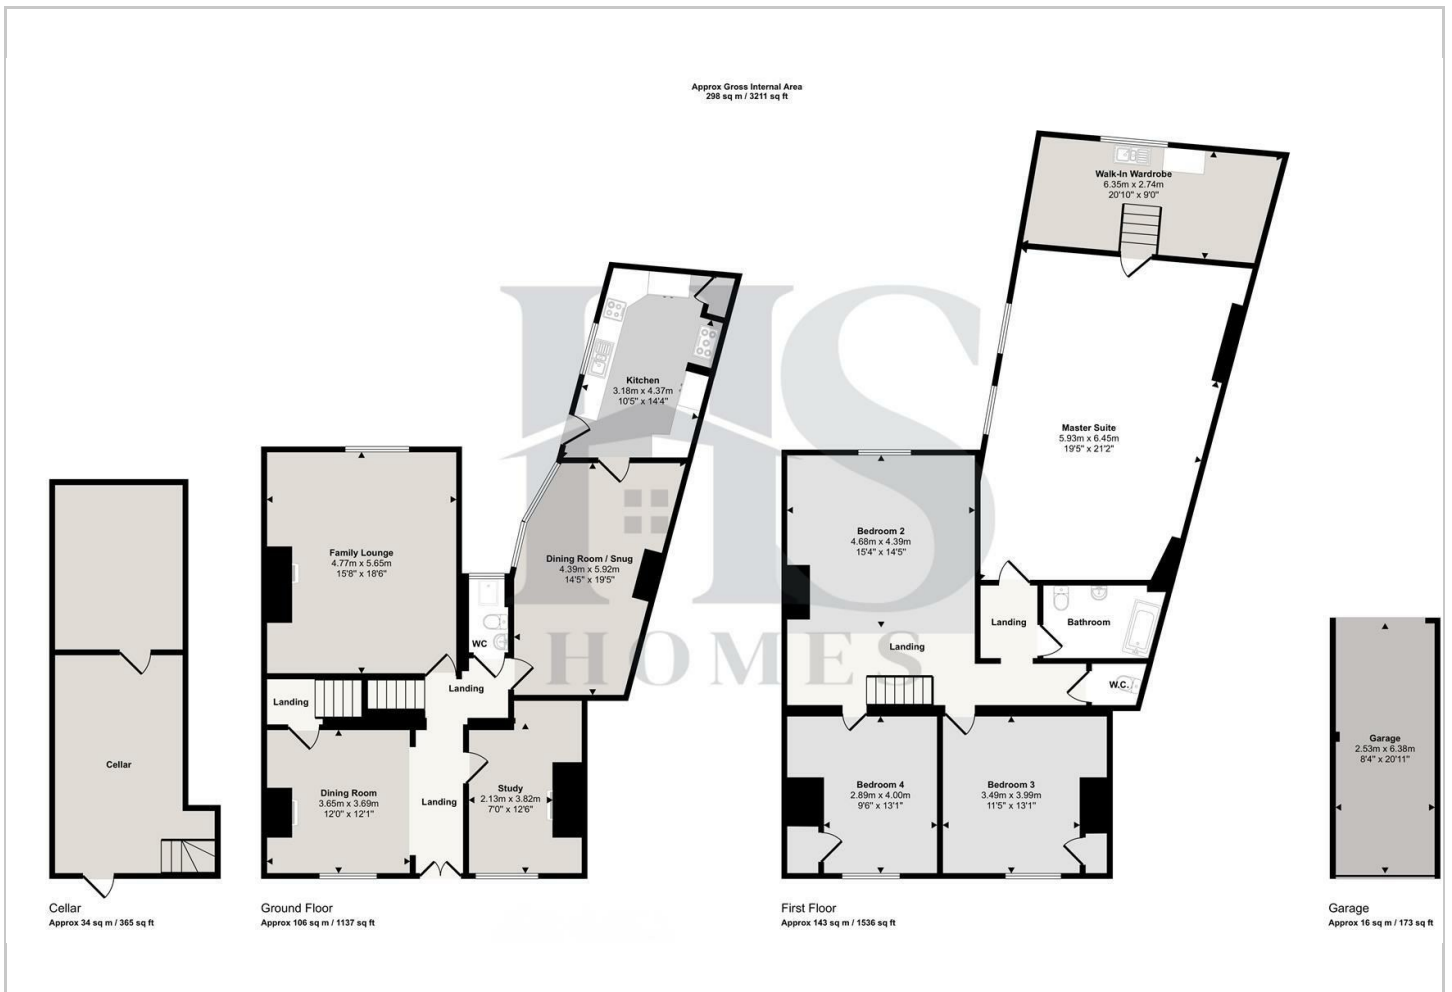 Approx Gross Internal Area
298 sq m / 3211 sq ft
Walk-In Wardrobe
6.35m x 2.74m
20'10" x 9'0"
Kitchen
3.18m x 4.37m
10'5" x 14'4"
Master Suite
5.93m x 6.45m
19'5" x 21'2"
Family Lounge
4.77m x 5.65m
15'8" x 18'6"
Dining Room / Snug
4.39m x 5.92m
14'5" x 19'5"
Bedroom 2
4.68m x 4.39m
15'4" x 14'5"
WC
Landing
Bathroom
Landing
Landing
Landing
W.C.
HS
HOMES
Cellar
Dining Room
3.65m x 3.69m
12'0" x 12'1"
Landing
Study
2.13m x 3.82m
7'0" x 12'6"
Bedroom 4
2.89m x 4.00m
9'6" x 13'1"
Bedroom 3
3.49m x 3.99m
11'5" x 13'1"
Garage
2.53m x 6.38m
8'4" x 20'11"
Cellar
Approx 34 sq m / 365 sq ft
Ground Floor
Approx 106 sq m / 1137 sq ft
First Floor
Approx 143 sq m / 1536 sq ft
Garage
Approx 16 sq m / 173 sq ft